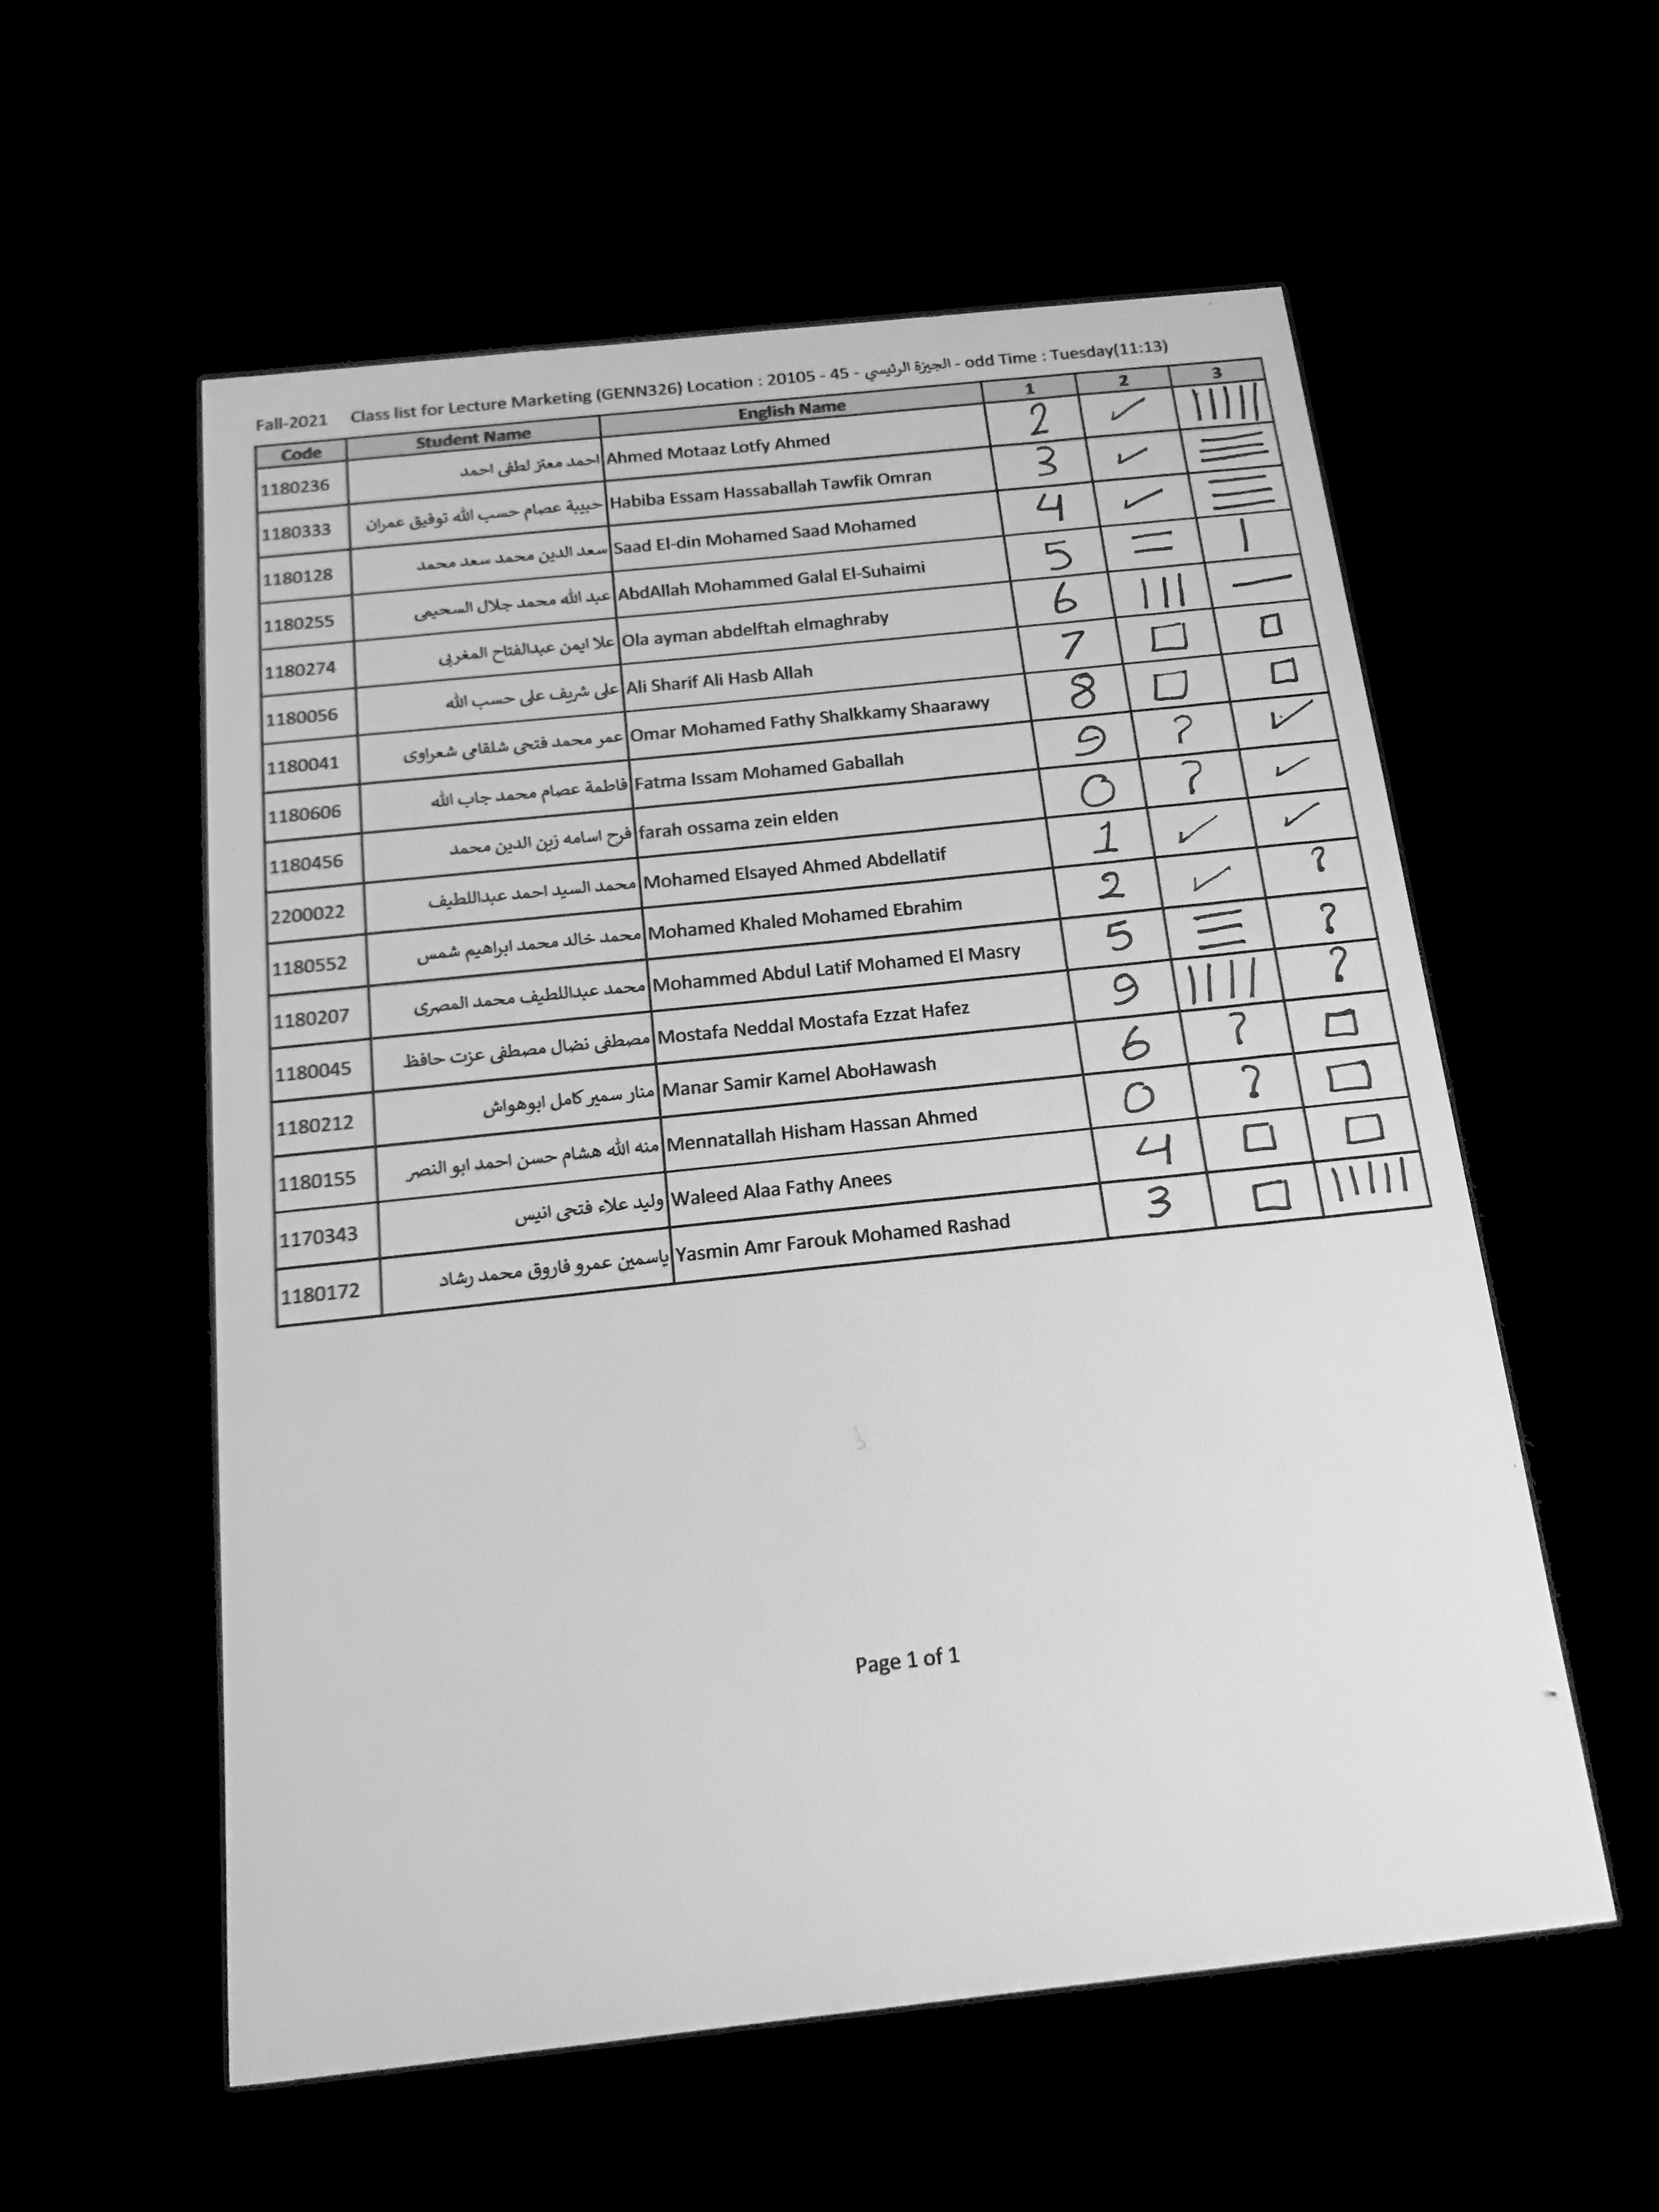 Fall-2021 Class list for Lecture Marketing (GENN326) Location : 20105 - 45 - الجيزة الرئيسي - odd Time : Tuesday(11:13)
Code Student Name English Name 1 2 3
1180236 احمد معتز لطفى احمد Ahmed Motaaz Lotfy Ahmed 2 ✓ |||||
1180333 حبيبة عصام حسب الله توفيق عمران Habiba Essam Hassaballah Tawfik Omran 3 ✓ ≡
1180128 سعد الدين محمد سعد محمد Saad El-din Mohamed Saad Mohamed 4 ✓ ≡
1180255 عبد الله محمد جلال السحيمى AbdAllah Mohammed Galal El-Suhaimi 5 = |
1180274 علا ايمن عبدالفتاح المغربى Ola ayman abdelftah elmaghraby 6 ||| —
1180056 على شريف على حسب الله Ali Sharif Ali Hasb Allah 7 □ □
1180041 عمر محمد فتحى شلقامى شعراوى Omar Mohamed Fathy Shalkkamy Shaarawy 8 □ □
1180606 فاطمة عصام محمد جاب الله Fatma Issam Mohamed Gaballah 9 ? ✓
1180456 فرح اسامه زين الدين محمد farah ossama zein elden 0 ? ✓
2200022 محمد السيد احمد عبداللطيف Mohamed Elsayed Ahmed Abdellatif 1 ✓ ✓
1180552 محمد خالد محمد ابراهيم شمس Mohamed Khaled Mohamed Ebrahim 2 ✓ ?
1180207 محمد عبداللطيف محمد المصرى Mohammed Abdul Latif Mohamed El Masry 5 ≡ ?
1180045 مصطفى نضال مصطفى عزت حافظ Mostafa Neddal Mostafa Ezzat Hafez 9 |||| ?
1180212 منار سمير كامل ابوهواش Manar Samir Kamel AboHawash 6 ? □
1180155 منه الله هشام حسن احمد ابو النصر Mennatallah Hisham Hassan Ahmed 0 ? □
1170343 وليد علاء فتحى انيس Waleed Alaa Fathy Anees 4 □ □
1180172 ياسمين عمرو فاروق محمد رشاد Yasmin Amr Farouk Mohamed Rashad 3 □ |||||
Page 1 of 1